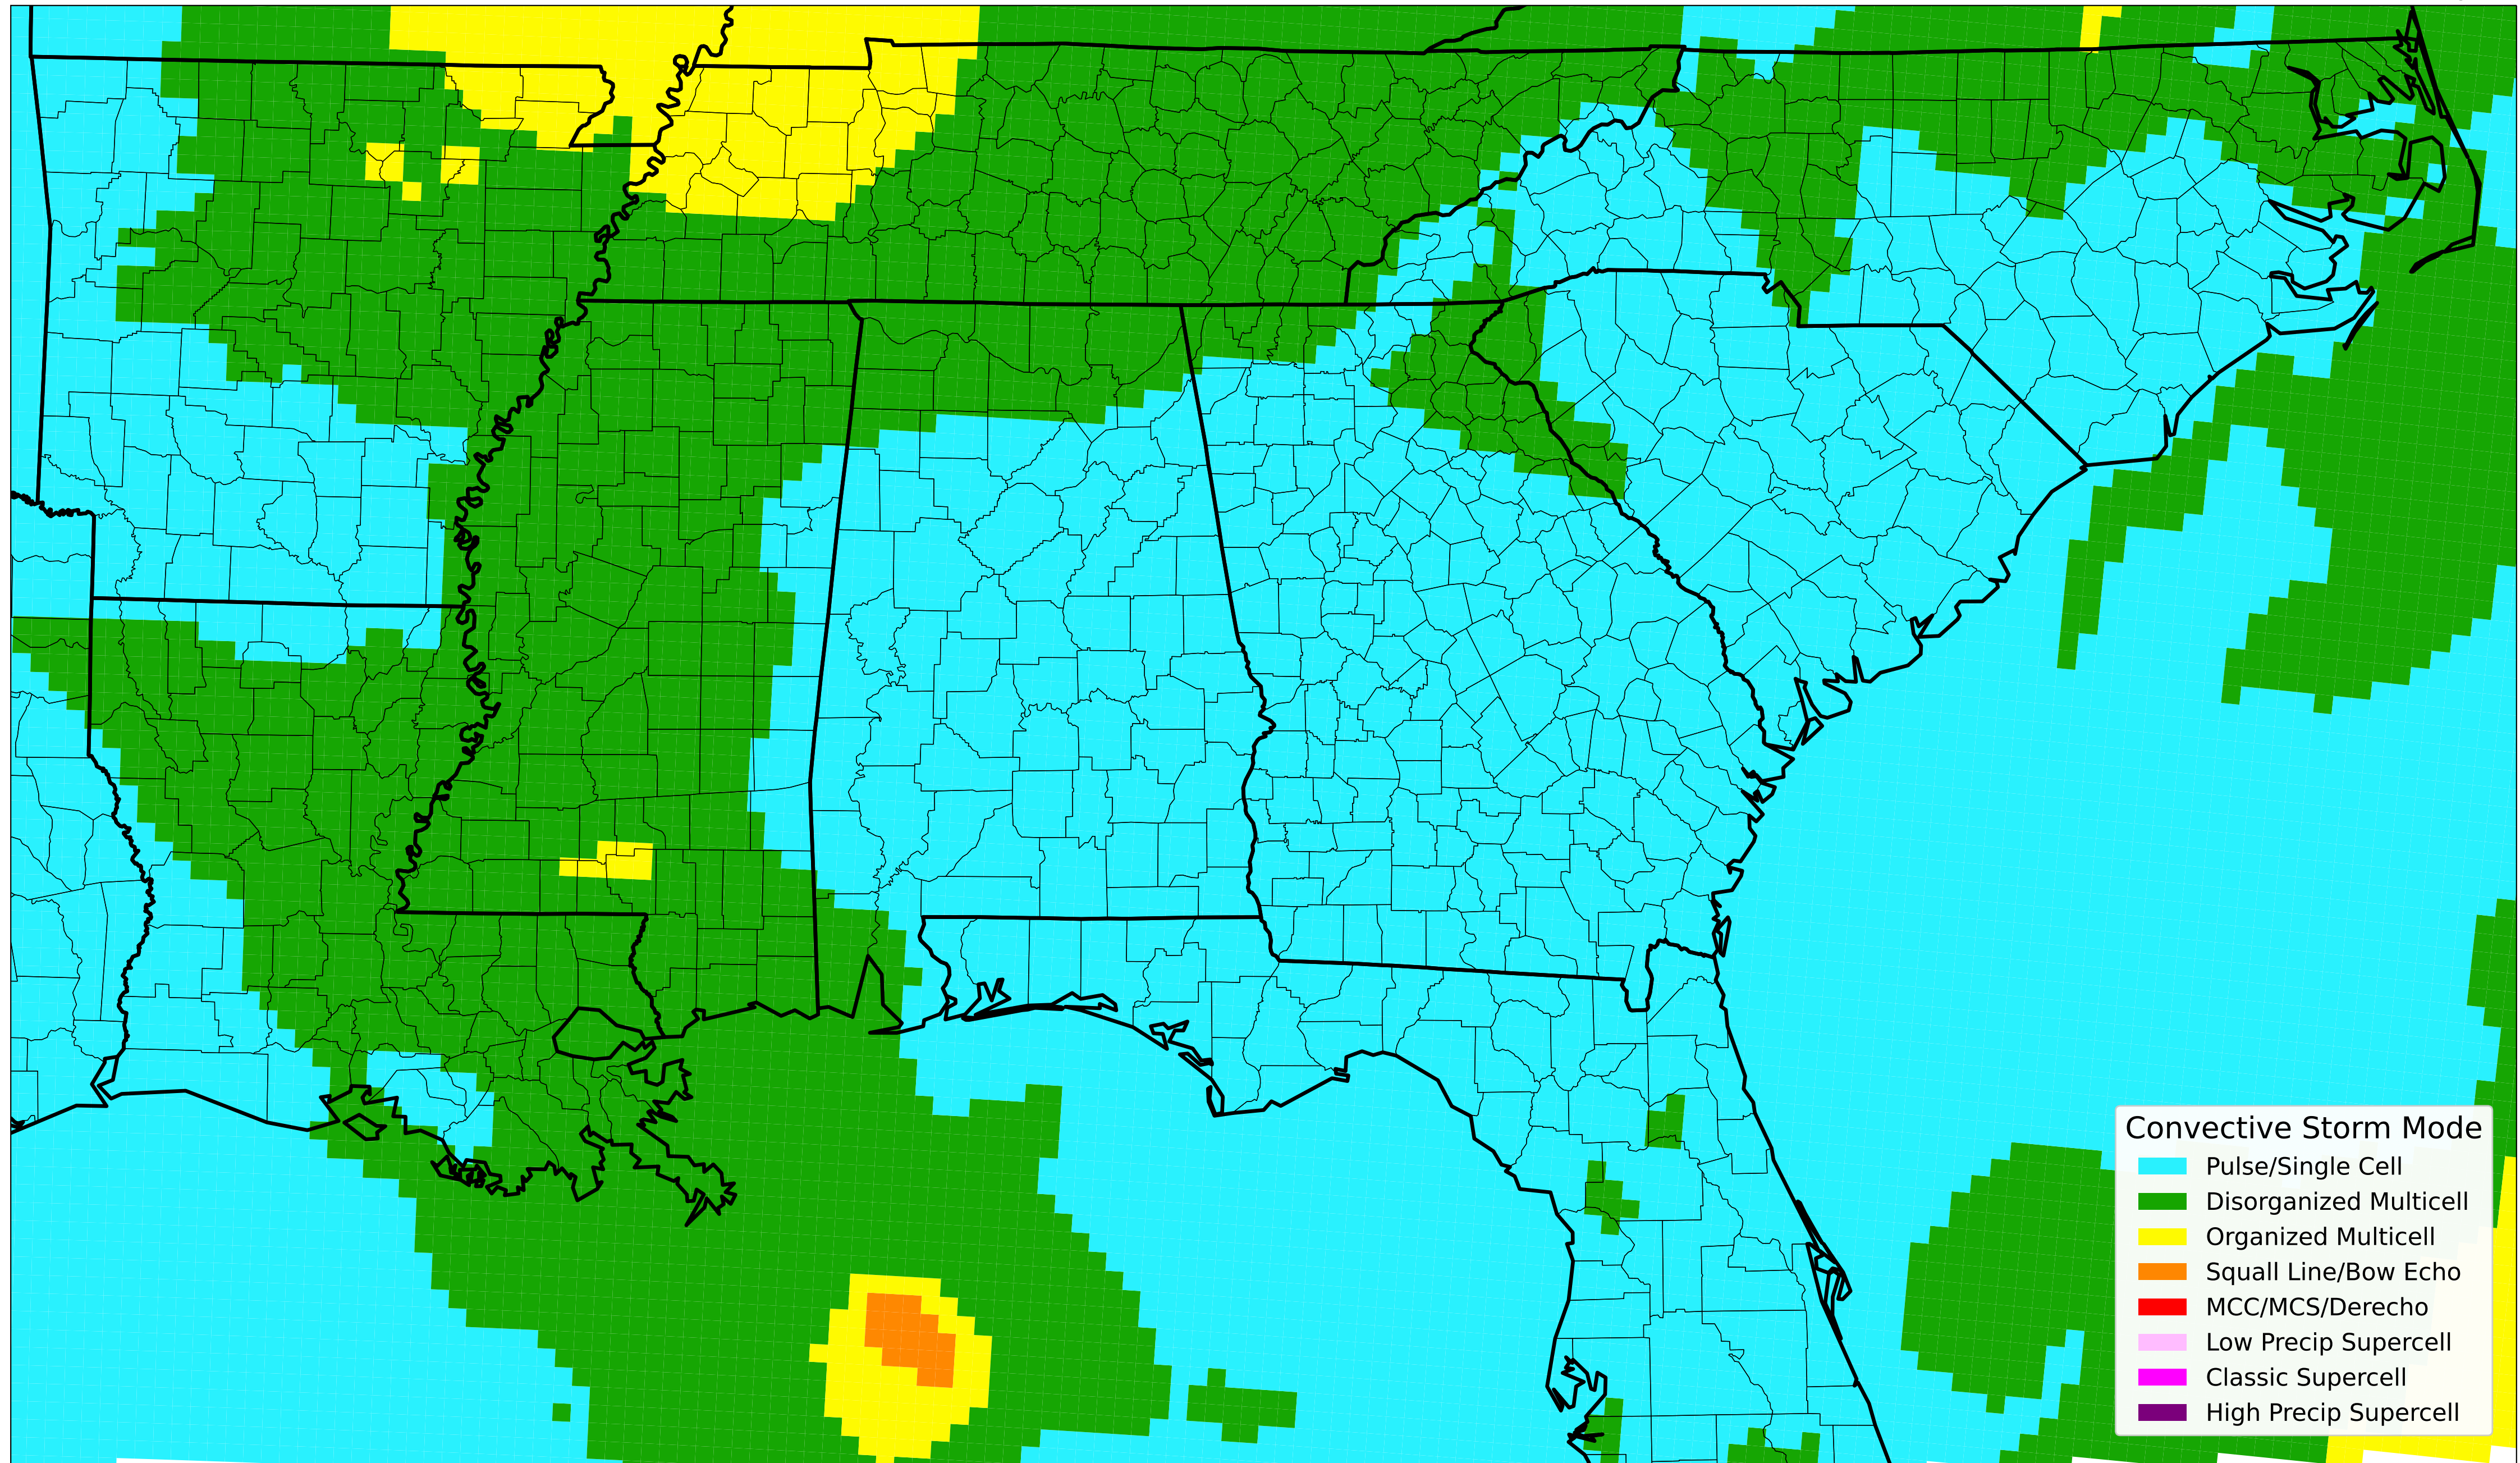 Convective Storm Mode
Pulse/Single Cell
Disorganized Multicell
Organized Multicell
Squall Line/Bow Echo
MCC/MCS/Derecho
Low Precip Supercell
Classic Supercell
High Precip Supercell